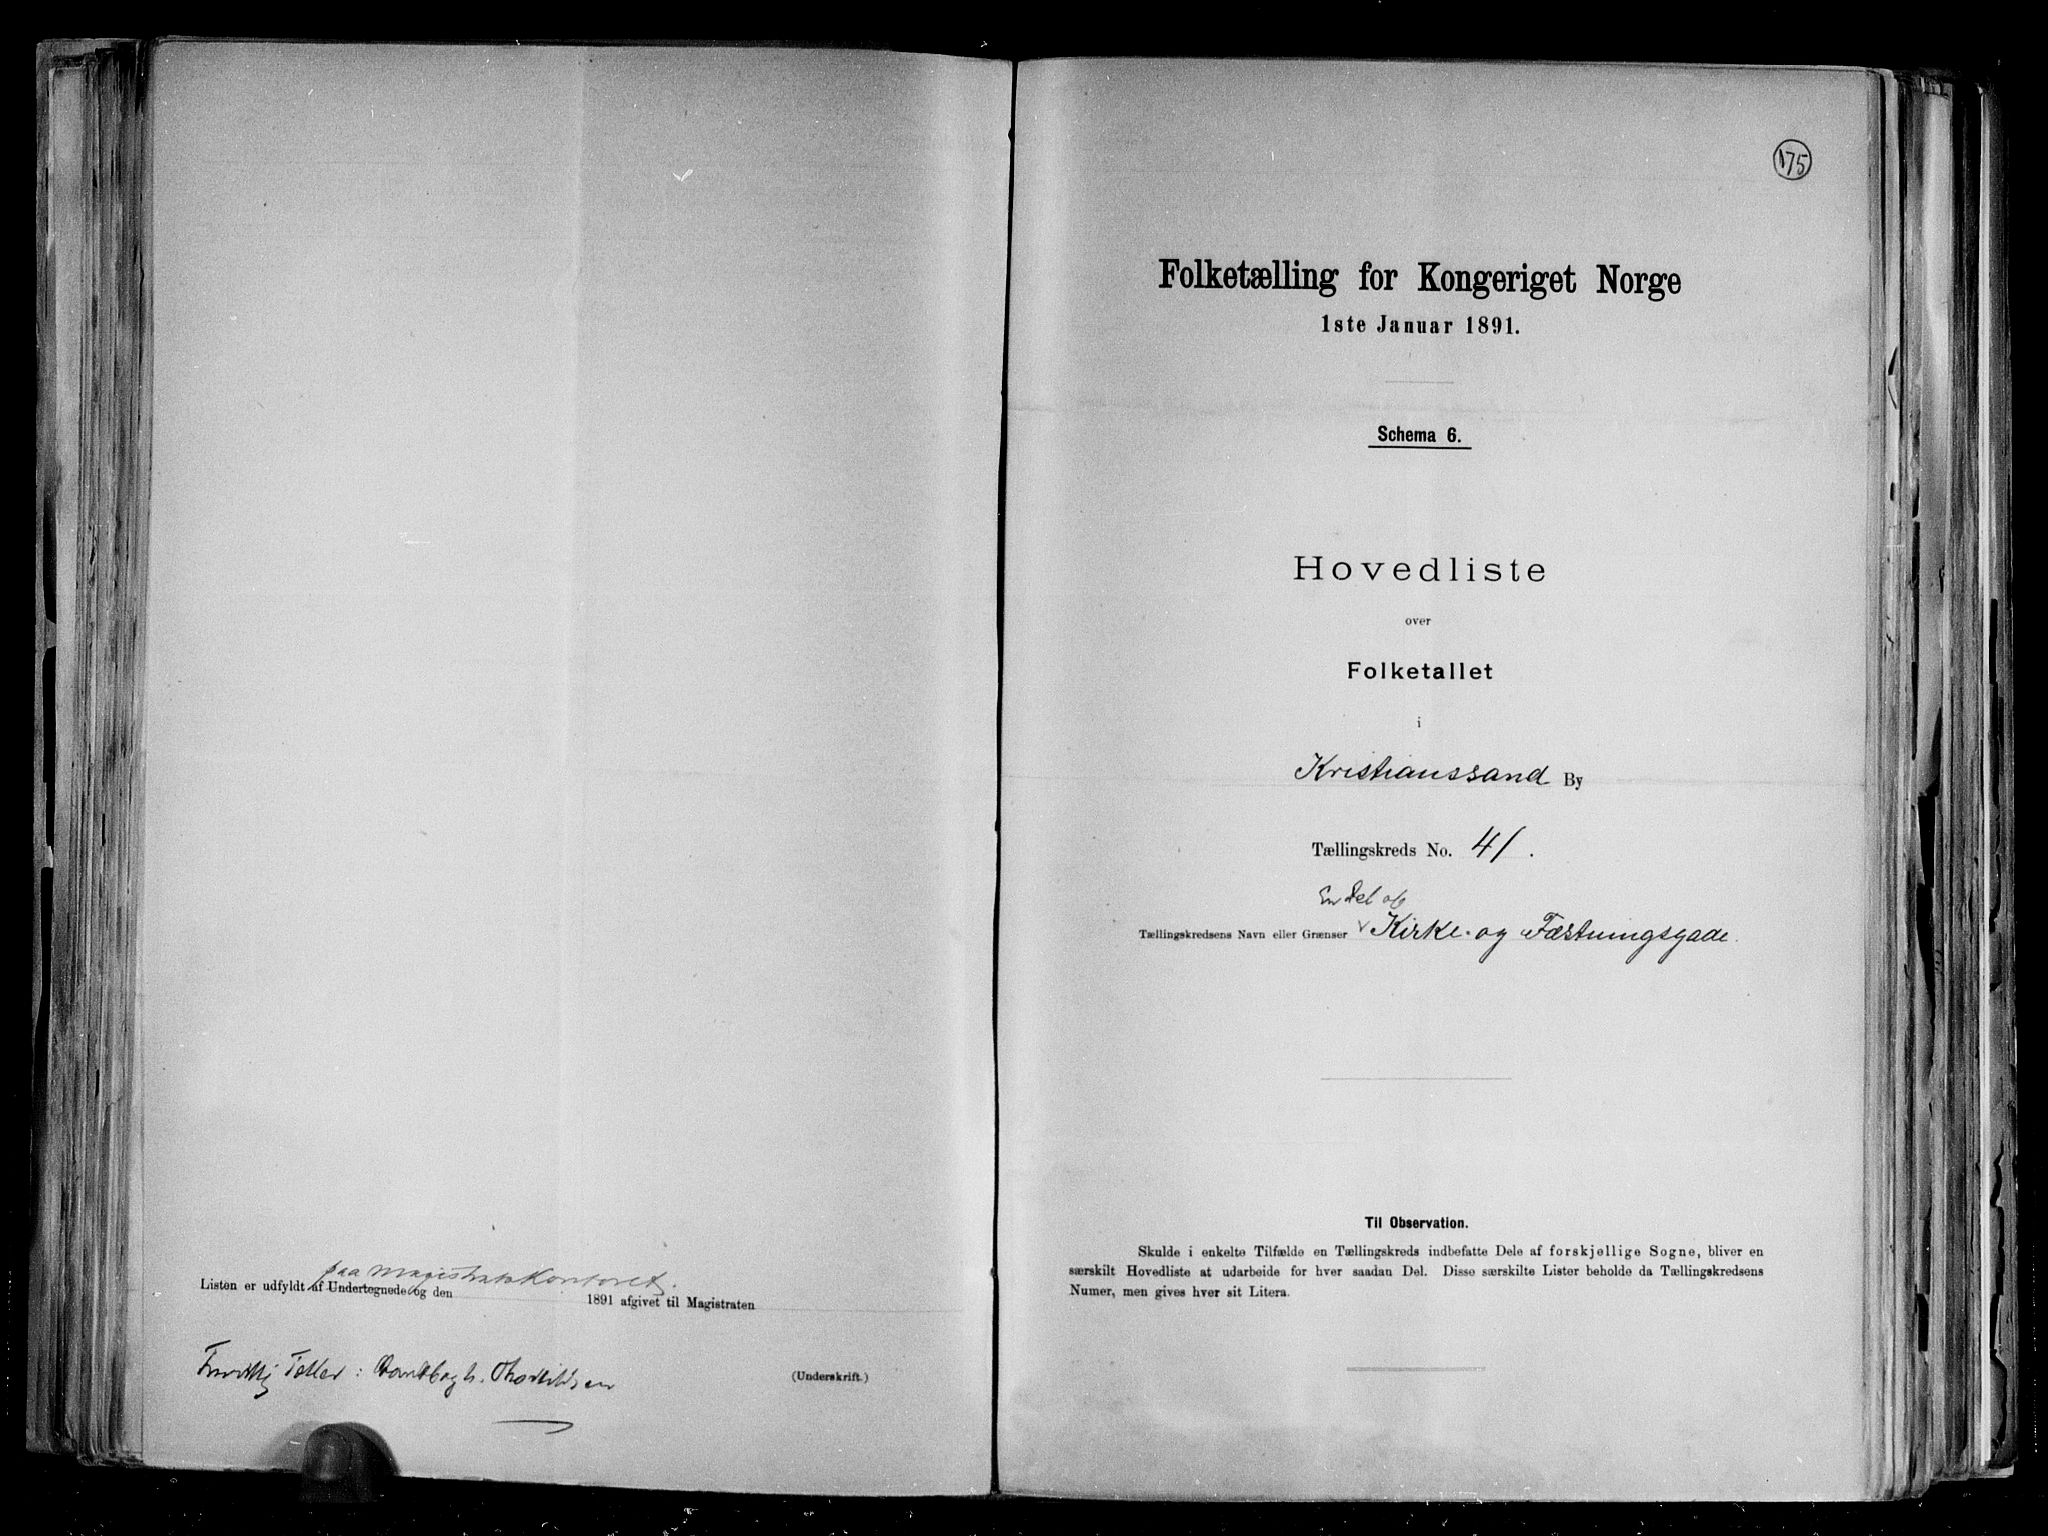 paa Magistratskontoret.
Listen er udfyldt af Undertegnede og den 1891 afgivet til Magistraten
Tæller:
(Underskrift.)
175
Folketælling for Kongeriget Norge
1ste Januar 1891.
Schema 6.
Hovedliste
over
Folketallet
i
Kristianssand By
Tællingskreds No. 41.
En Del af
Tællingskredsens Navn eller Grænser Kirke- og Fæstningsgade.
Til Observation.
Skulde i enkelte Tilfælde en Tællingskreds indbefatte Dele af forskjellige Sogne, bliver en
særskilt Hovedliste at udarbeide for hver saadan Del. Disse særskilte Lister beholde da Tællingskredsens
Numer, men gives hver sit Litera.